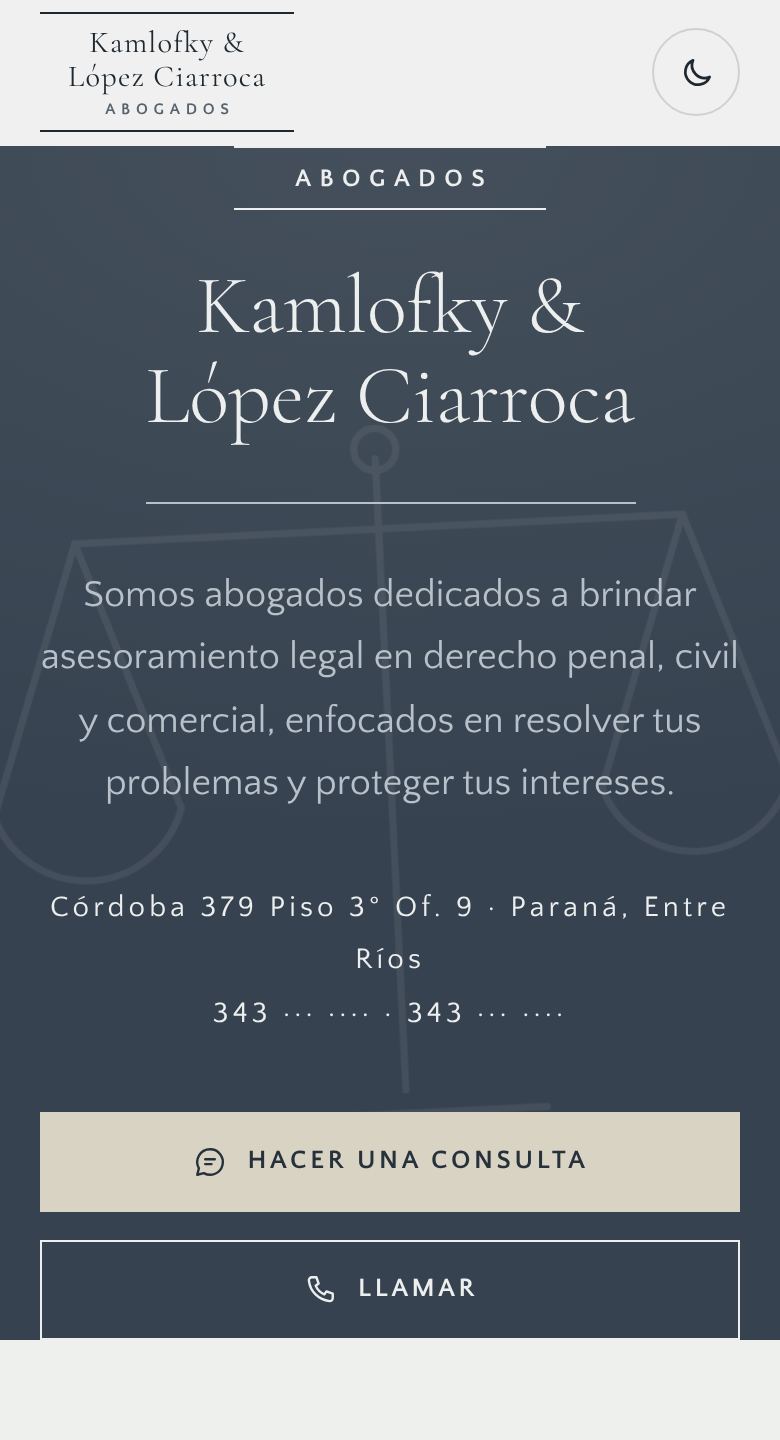 Kamlofky &
López Ciarroca
ABOGADOS
ABOGADOS
Kamlofky &
López Ciarroca
Somos abogados dedicados a brindar
asesoramiento legal en derecho penal, civil
y comercial, enfocados en resolver tus
problemas y proteger tus intereses.
Córdoba 379 Piso 3° Of. 9 · Paraná, Entre
Ríos
343 ··· ···· · 343 ··· ····
HACER UNA CONSULTA
LLAMAR